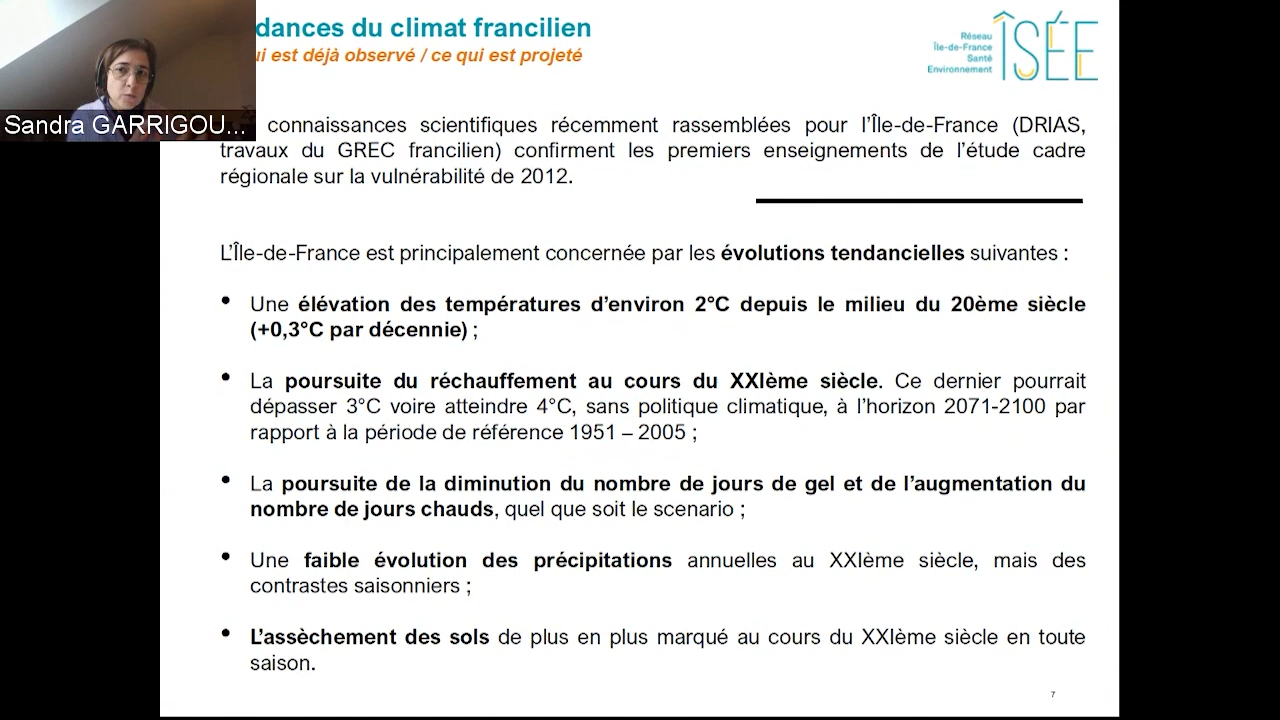 dances du climat francilien
ui est déjà observé / ce qui est projeté
Réseau
Île-de-France
Santé
Environnement
ÎSÉE
Sandra GARRIGOU...
connaissances scientifiques récemment rassemblées pour l’Île-de-France (DRIAS,
travaux du GREC francilien) confirment les premiers enseignements de l’étude cadre
régionale sur la vulnérabilité de 2012.
L’Île-de-France est principalement concernée par les évolutions tendancielles suivantes :
• Une élévation des températures d’environ 2°C depuis le milieu du 20ème siècle
(+0,3°C par décennie) ;
• La poursuite du réchauffement au cours du XXIème siècle. Ce dernier pourrait
dépasser 3°C voire atteindre 4°C, sans politique climatique, à l’horizon 2071-2100 par
rapport à la période de référence 1951 – 2005 ;
• La poursuite de la diminution du nombre de jours de gel et de l’augmentation du
nombre de jours chauds, quel que soit le scenario ;
• Une faible évolution des précipitations annuelles au XXIème siècle, mais des
contrastes saisonniers ;
• L’assèchement des sols de plus en plus marqué au cours du XXIème siècle en toute
saison.
7